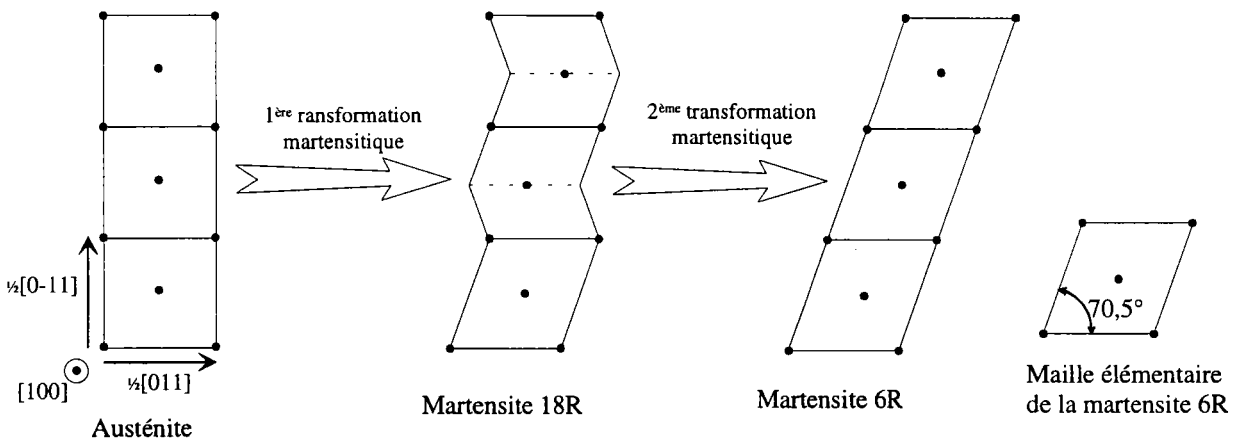 1ère ransformation
martensitique
2ème transformation
martensitique
½[0-11]
[100]
½[011]
70,5°
Austénite
Martensite 18R
Martensite 6R
Maille élémentaire
de la martensite 6R